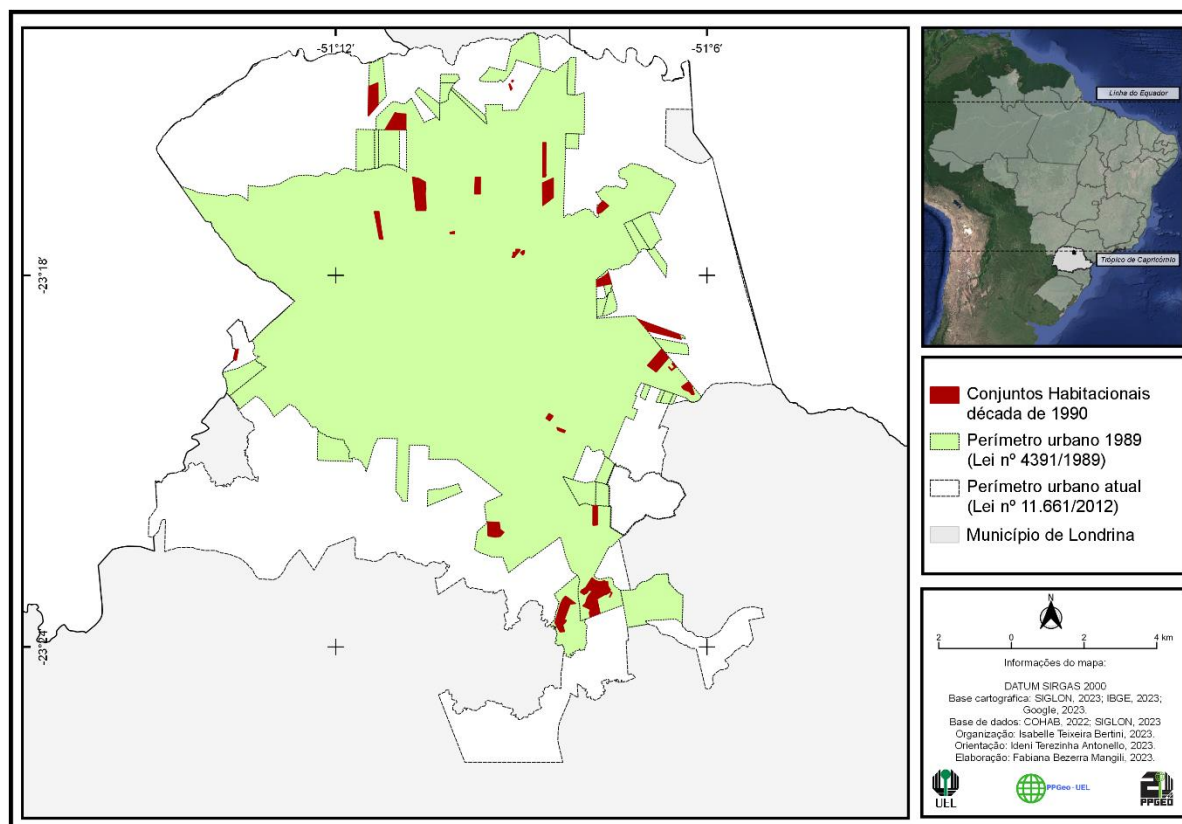 -51°12'
-51°6'
-23°18'
-23°24'
Linha do Equador
Trópico de Capricórnio
Conjuntos Habitacionais
década de 1990
Perímetro urbano 1989
(Lei nº 4391/1989)
Perímetro urbano atual
(Lei nº 11.661/2012)
Município de Londrina
N
2 0 2 4 km
Informações do mapa:
DATUM SIRGAS 2000
Base cartográfica: SIGLON, 2023; IBGE, 2023;
Google, 2023.
Base de dados: COHAB, 2022; SIGLON, 2023
Organização: Isabelle Teixeira Bertini, 2023.
Orientação: Ideni Terezinha Antonello, 2023.
Elaboração: Fabiana Bezerra Mangili, 2023.
UEL
PPGeo - UEL
PPGEO